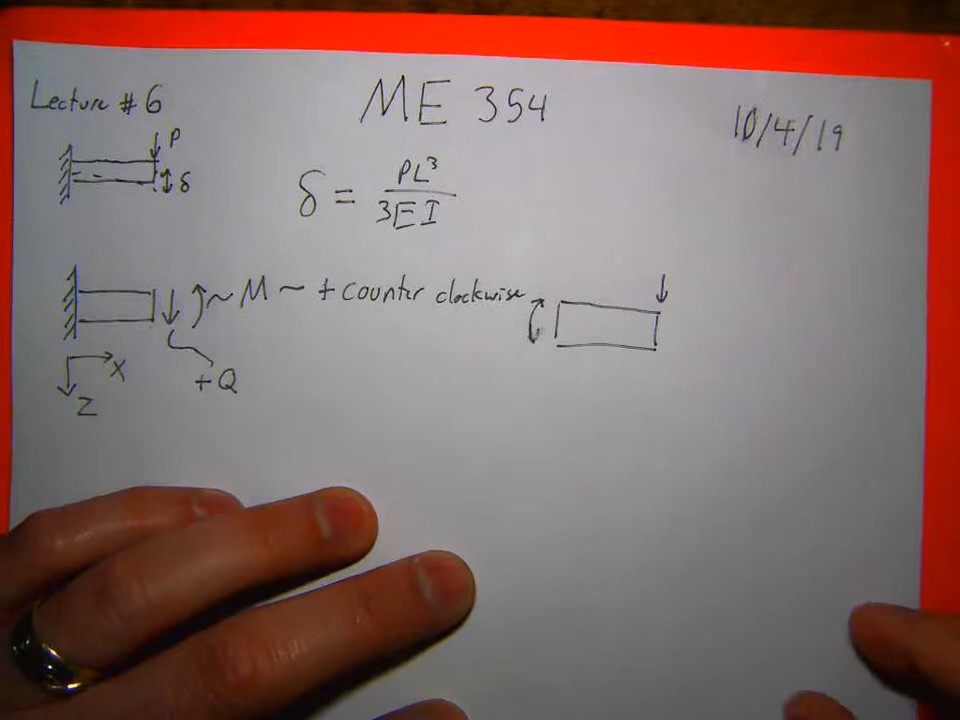 Lecture # 6
ME 354
10/4/19
P
δ
δ = PL³ / 3EI
~ M ~ + counter clockwise
X
+ Q
Z